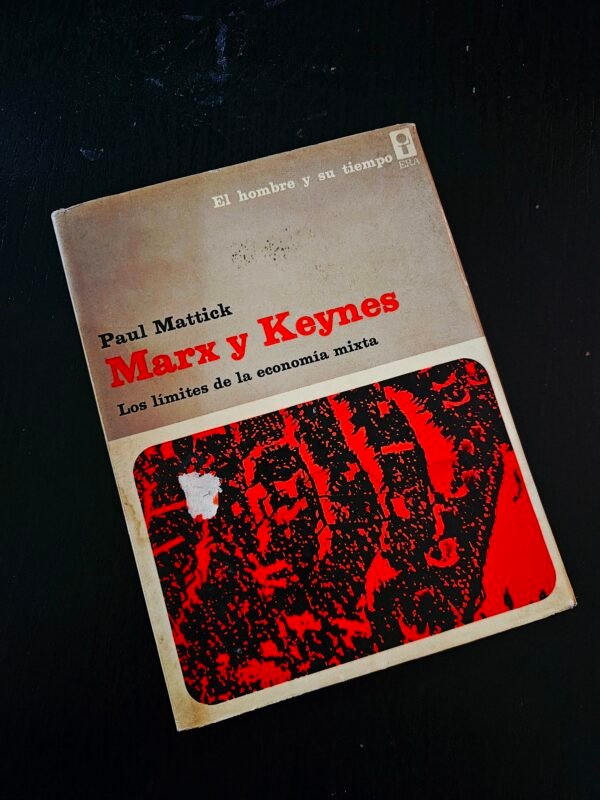 El hombre y su tiempo
ERA
Paul Mattick
Marx y Keynes
Los límites de la economía mixta